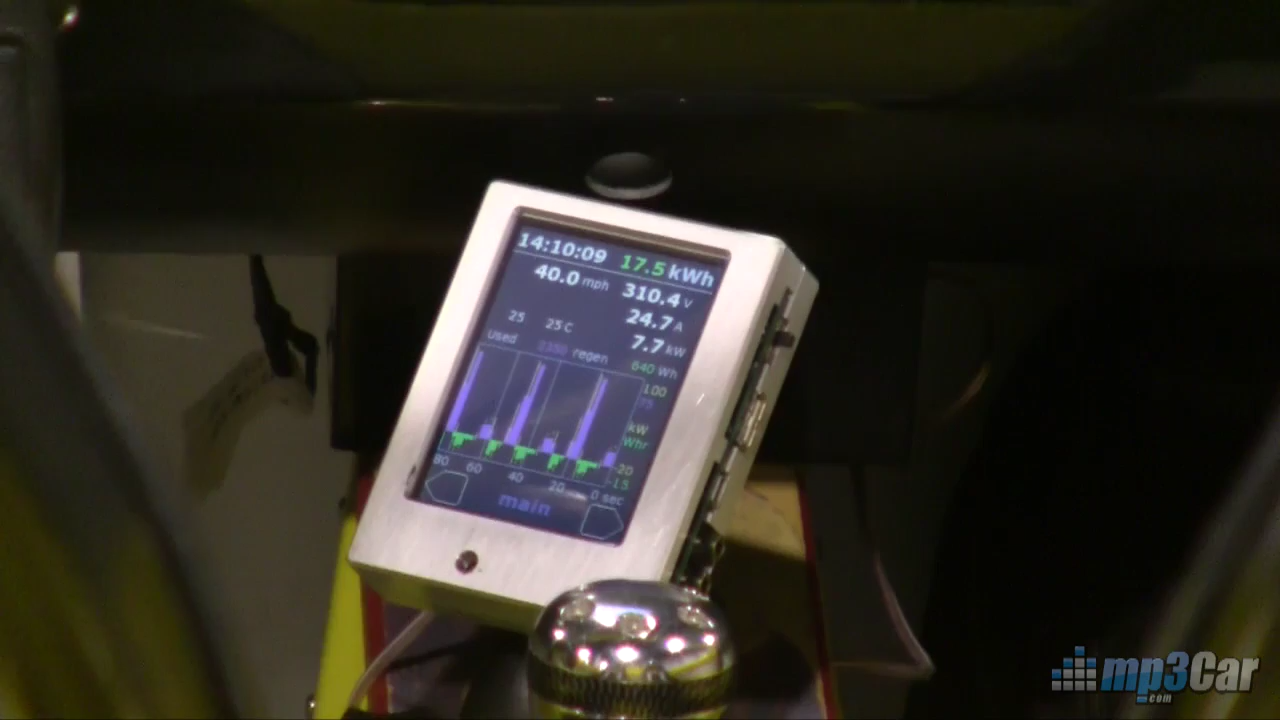 14:10:09 17.5 kWh
40.0 mph 310.4 V
24.7 A
25 25 C 7.7 kW
Used 2380 regen 640 Wh
100
75
kW
Whr
-20
-15
80 60 40 20 0 sec
main
mp3Car
.com